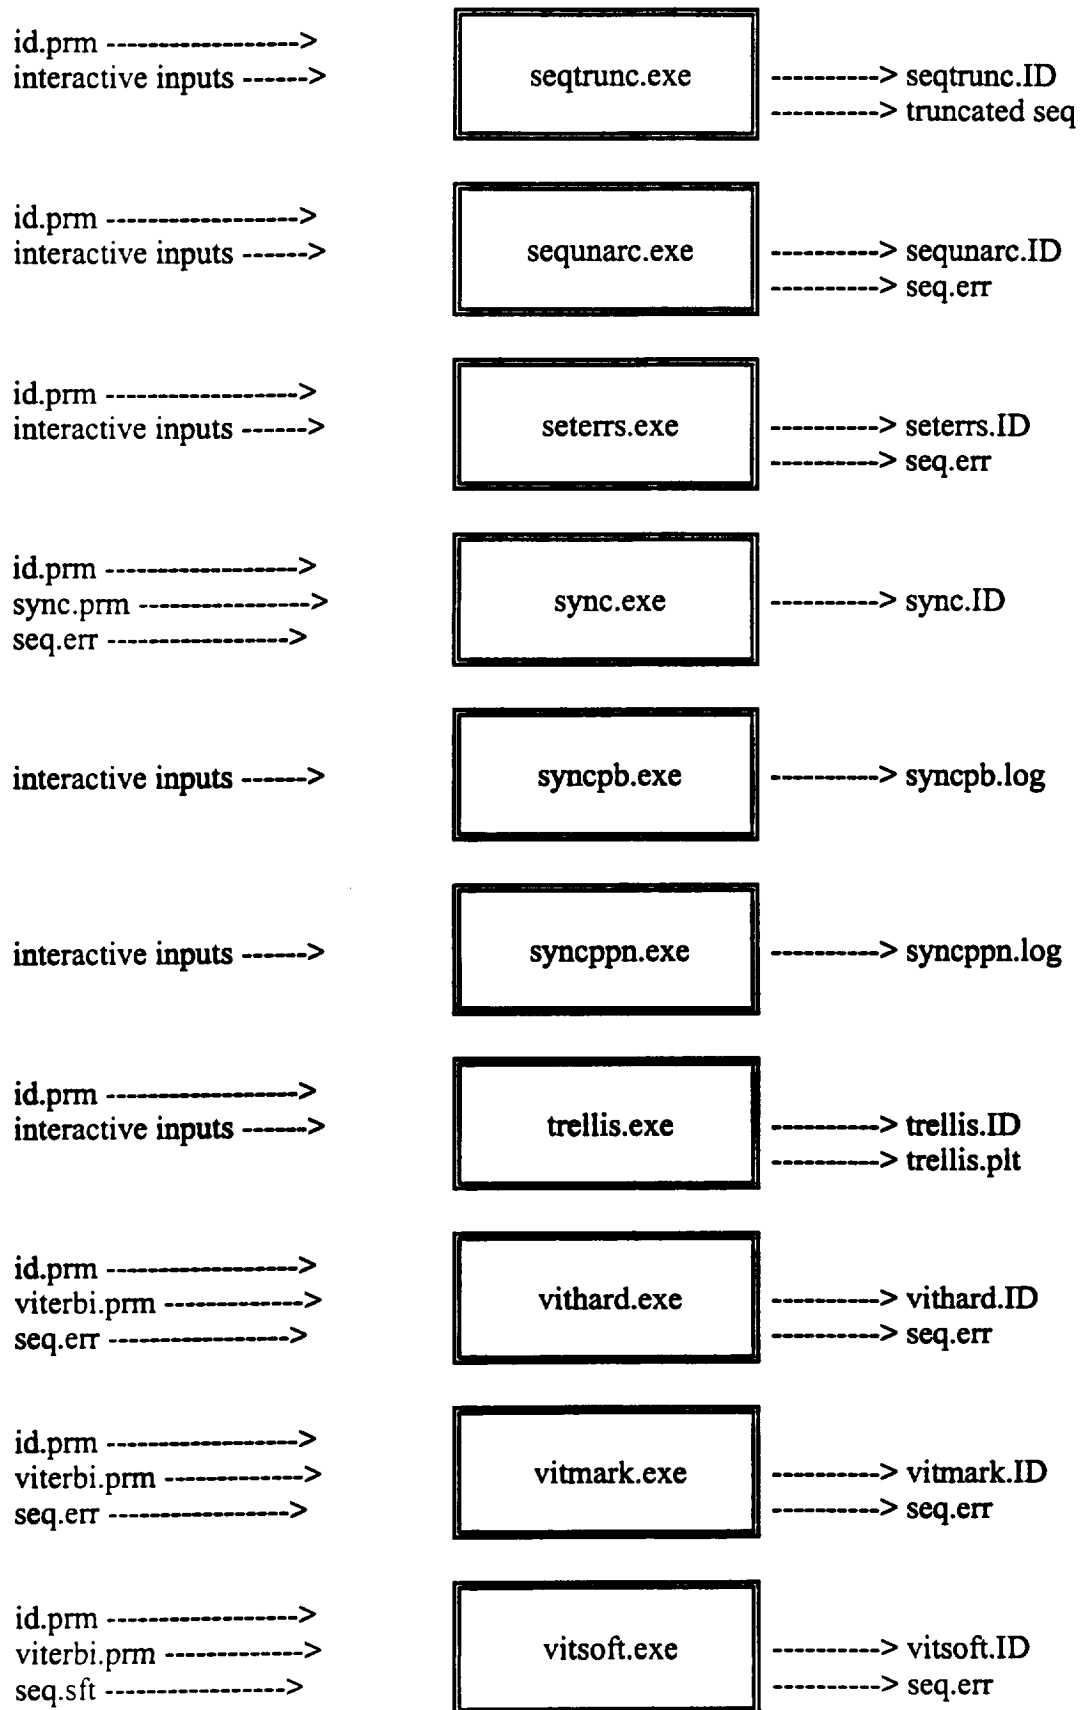 id.prm ------------------>
interactive inputs ------>
seqtrunc.exe
----------> seqtrunc.ID
----------> truncated seq
id.prm ------------------>
interactive inputs ------>
sequnarc.exe
----------> sequnarc.ID
----------> seq.err
id.prm ------------------>
interactive inputs ------>
seterrs.exe
----------> seterrs.ID
----------> seq.err
id.prm ------------------>
sync.prm ---------------->
seq.err ----------------->
sync.exe
----------> sync.ID
interactive inputs ------>
syncpb.exe
----------> syncpb.log
interactive inputs ------>
syncppn.exe
----------> syncppn.log
id.prm ------------------>
interactive inputs ------>
trellis.exe
----------> trellis.ID
----------> trellis.plt
id.prm ------------------>
viterbi.prm -------------->
seq.err ----------------->
vithard.exe
----------> vithard.ID
----------> seq.err
id.prm ------------------>
viterbi.prm -------------->
seq.err ----------------->
vitmark.exe
----------> vitmark.ID
----------> seq.err
id.prm ------------------>
viterbi.prm ------------->
seq.sft ----------------->
vitsoft.exe
----------> vitsoft.ID
----------> seq.err